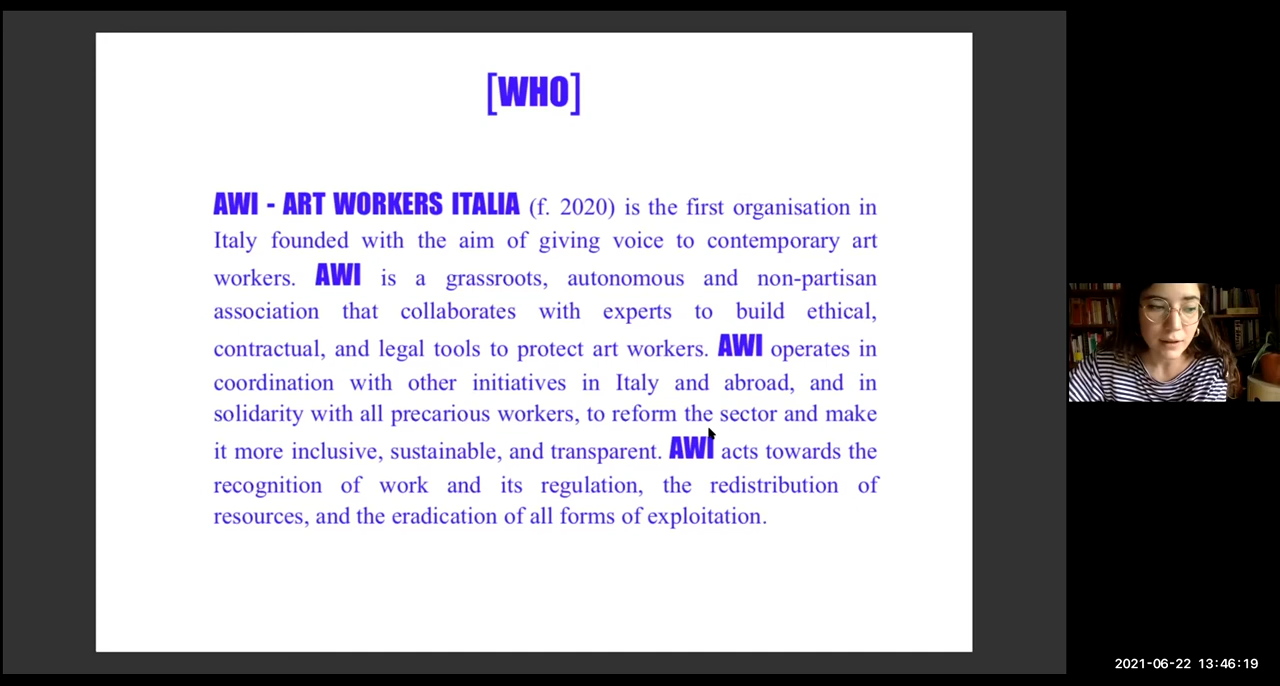 [WHO]
AWI - ART WORKERS ITALIA (f. 2020) is the first organisation in
Italy founded with the aim of giving voice to contemporary art
workers. AWI is a grassroots, autonomous and non-partisan
association that collaborates with experts to build ethical,
contractual, and legal tools to protect art workers. AWI operates in
coordination with other initiatives in Italy and abroad, and in
solidarity with all precarious workers, to reform the sector and make
it more inclusive, sustainable, and transparent. AWI acts towards the
recognition of work and its regulation, the redistribution of
resources, and the eradication of all forms of exploitation.
2021-06-22 13:46:19